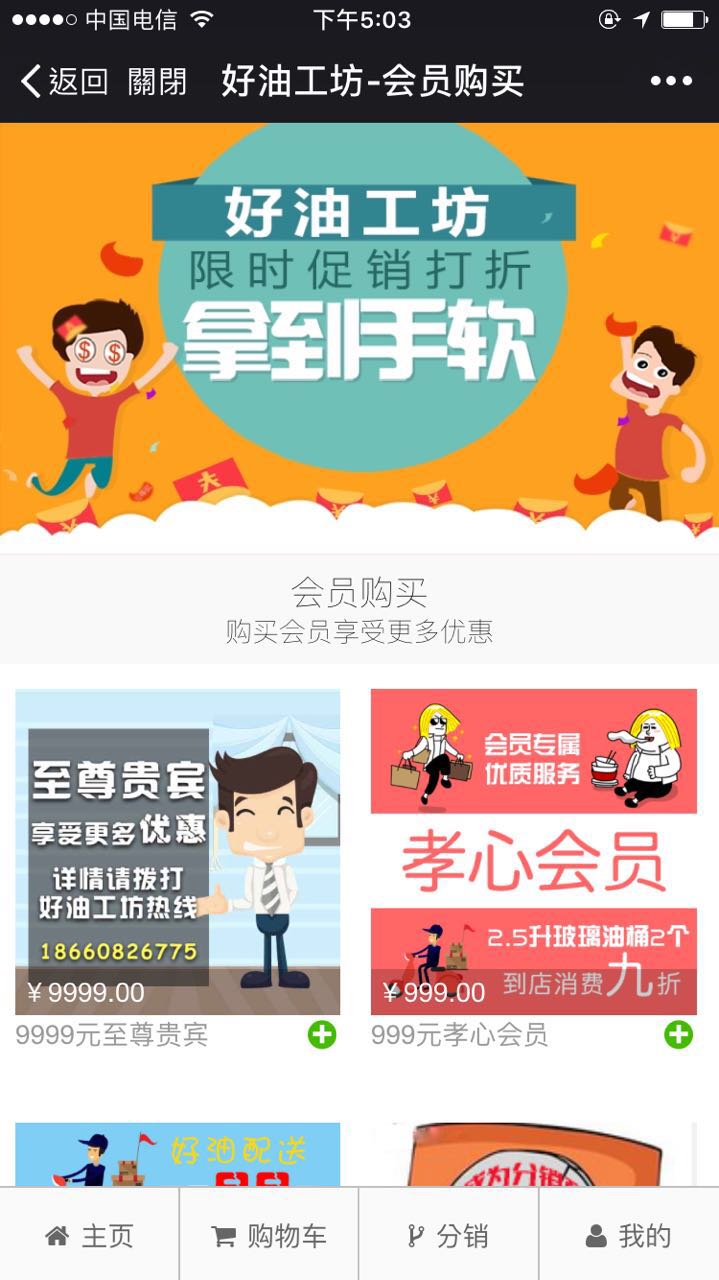 中国电信
下午5:03
返回 關閉 好油工坊-会员购买
好油工坊
限时促销打折
拿到手软
大
会员购买
购买会员享受更多优惠
至尊贵宾
享受更多优惠
详情请拨打
好油工坊热线
18660826775
¥9999.00
9999元至尊贵宾
会员专属
优质服务
孝心会员
2.5升玻璃油桶2个
到店消费九折
¥999.00
999元孝心会员
好油配送
成为分销
主页
购物车
分销
我的